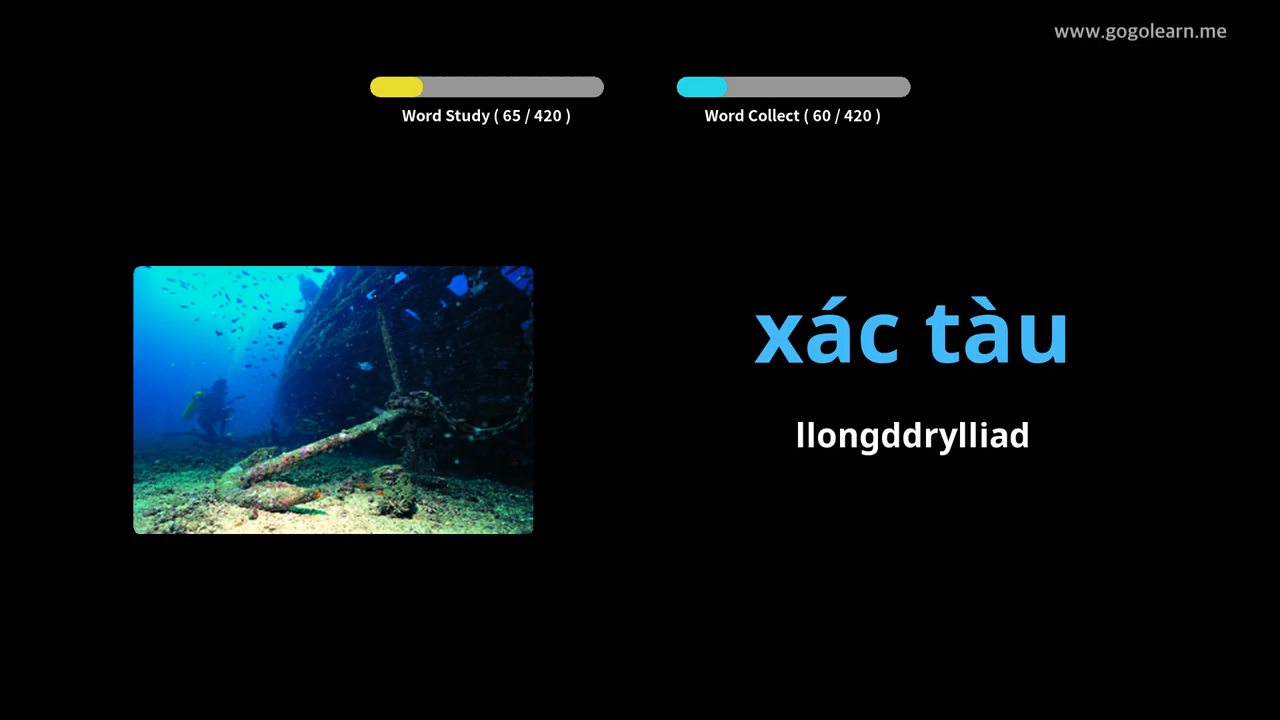 www.gogolearn.me
Word Study ( 65 / 420 )
Word Collect ( 60 / 420 )
xác tàu
llongddrylliad